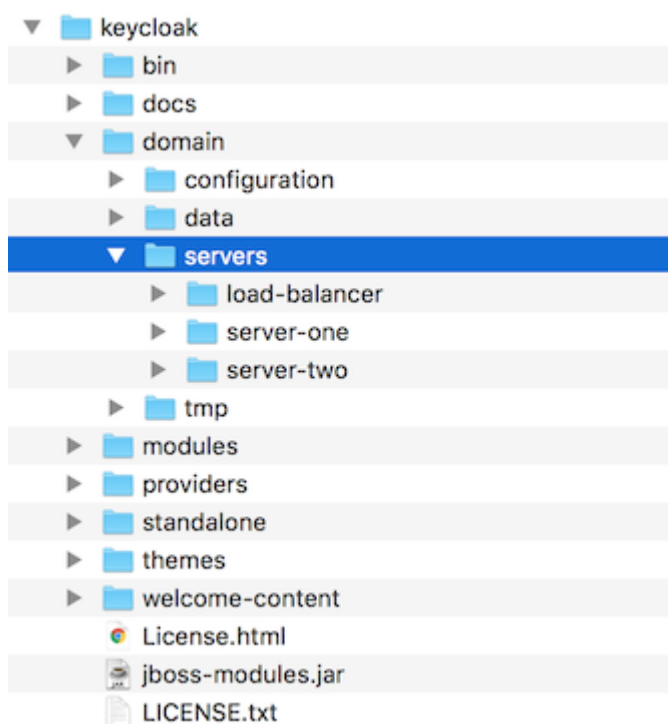 keycloak
bin
docs
domain
configuration
data
servers
load-balancer
server-one
server-two
tmp
modules
providers
standalone
themes
welcome-content
License.html
jboss-modules.jar
LICENSE.txt